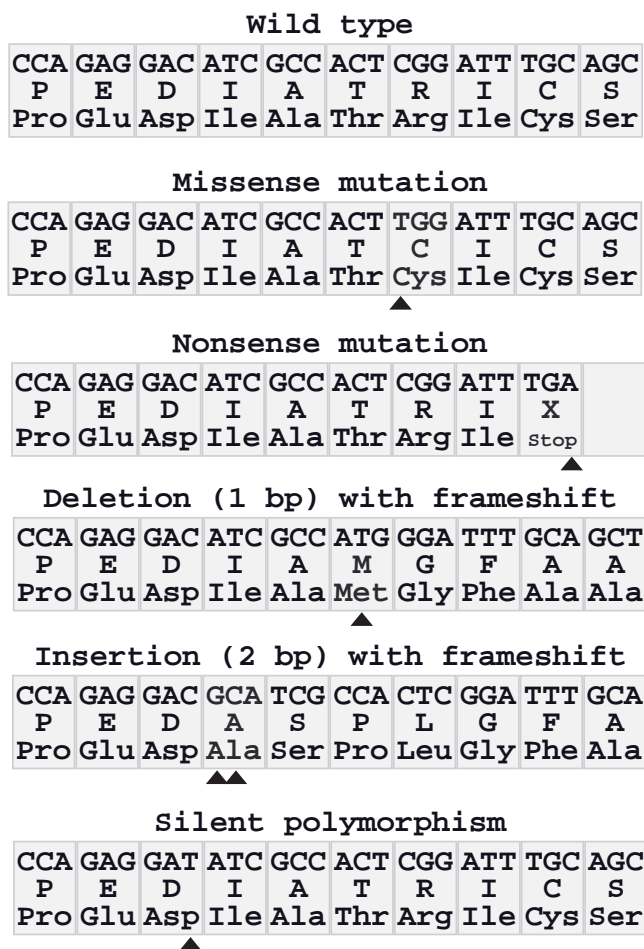 Wild type
CCA GAG GAC ATC GCC ACT CGG ATT TGC AGC
P E D I A T R I C S
Pro Glu Asp Ile Ala Thr Arg Ile Cys Ser
Missense mutation
CCA GAG GAC ATC GCC ACT TGG ATT TGC AGC
P E D I A T C I C S
Pro Glu Asp Ile Ala Thr Cys Ile Cys Ser
Nonsense mutation
CCA GAG GAC ATC GCC ACT CGG ATT TGA
P E D I A T R I X
Pro Glu Asp Ile Ala Thr Arg Ile Stop
Deletion (1 bp) with frameshift
CCA GAG GAC ATC GCC ATG GGA TTT GCA GCT
P E D I A M G F A A
Pro Glu Asp Ile Ala Met Gly Phe Ala Ala
Insertion (2 bp) with frameshift
CCA GAG GAC GCA TCG CCA CTC GGA TTT GCA
P E D A S P L G F A
Pro Glu Asp Ala Ser Pro Leu Gly Phe Ala
Silent polymorphism
CCA GAG GAT ATC GCC ACT CGG ATT TGC AGC
P E D I A T R I C S
Pro Glu Asp Ile Ala Thr Arg Ile Cys Ser